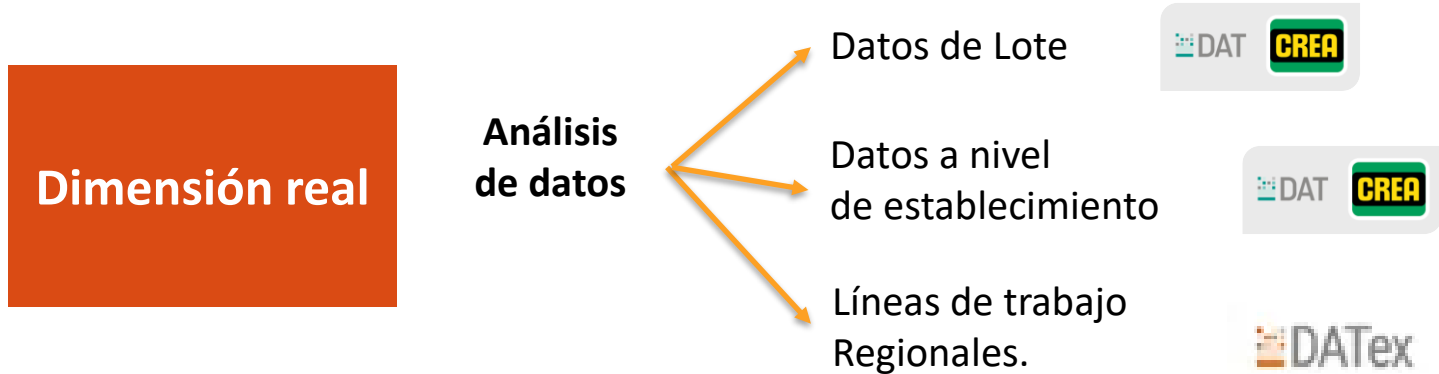 Dimensión real
Análisis
de datos
Datos de Lote
DAT CREA
Datos a nivel
de establecimiento
DAT CREA
Líneas de trabajo
Regionales.
DATex